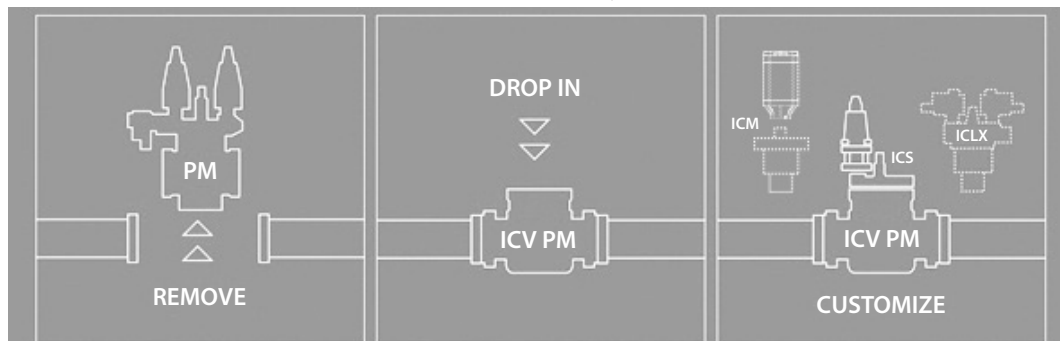 PM
REMOVE
DROP IN
ICV PM
ICM
ICS
ICLX
ICV PM
CUSTOMIZE